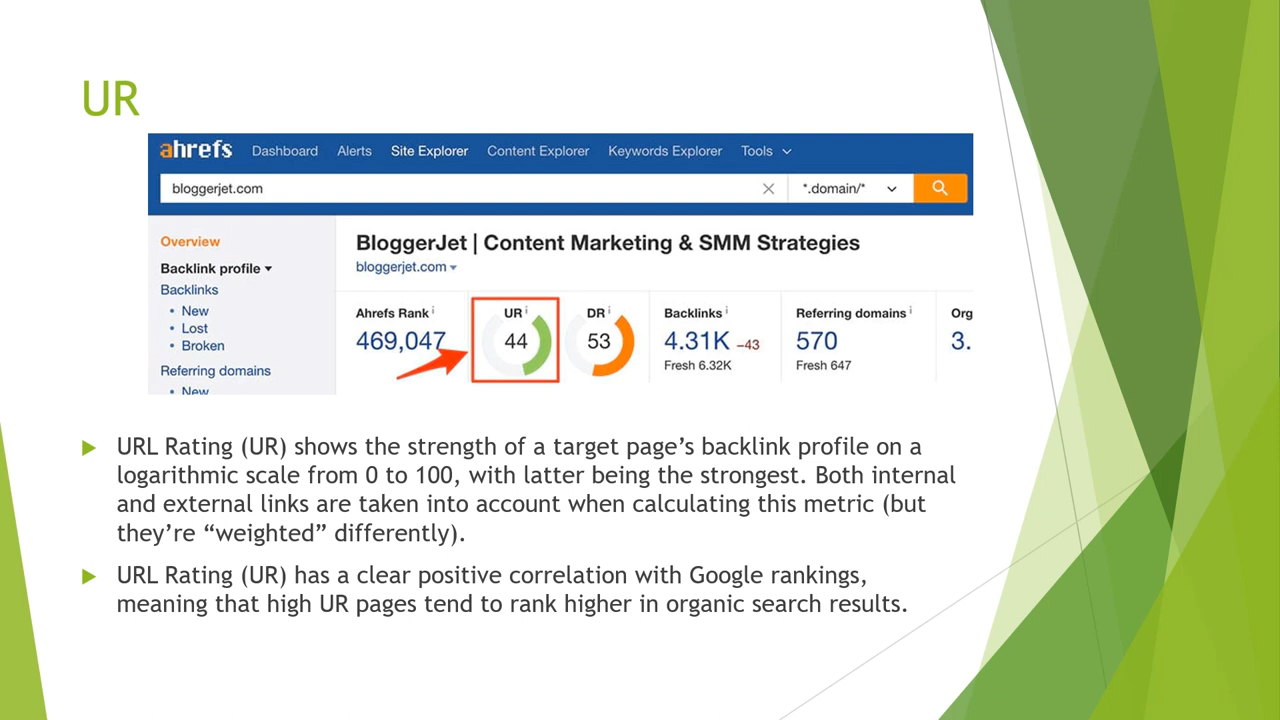 UR
ahrefs Dashboard Alerts Site Explorer Content Explorer Keywords Explorer Tools
bloggerjet.com *.domain/*
Overview
Backlink profile
Backlinks
• New
• Lost
• Broken
Referring domains
• New
BloggerJet | Content Marketing & SMM Strategies
bloggerjet.com
Ahrefs Rank i UR i DR i Backlinks i Referring domains i Org
469,047 44 53 4.31K –43 570 3.
Fresh 6.32K Fresh 647
URL Rating (UR) shows the strength of a target page’s backlink profile on a
logarithmic scale from 0 to 100, with latter being the strongest. Both internal
and external links are taken into account when calculating this metric (but
they’re “weighted” differently).
URL Rating (UR) has a clear positive correlation with Google rankings,
meaning that high UR pages tend to rank higher in organic search results.